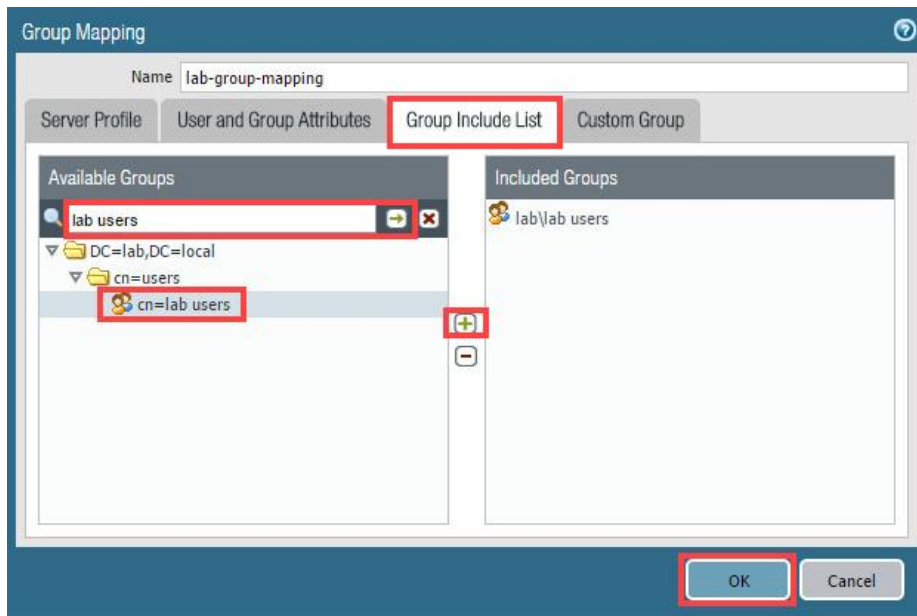 Group Mapping
Name lab-group-mapping
Server Profile User and Group Attributes Group Include List Custom Group
Available Groups
lab users
DC=lab,DC=local
cn=users
cn=lab users
Included Groups
lab\lab users
OK Cancel